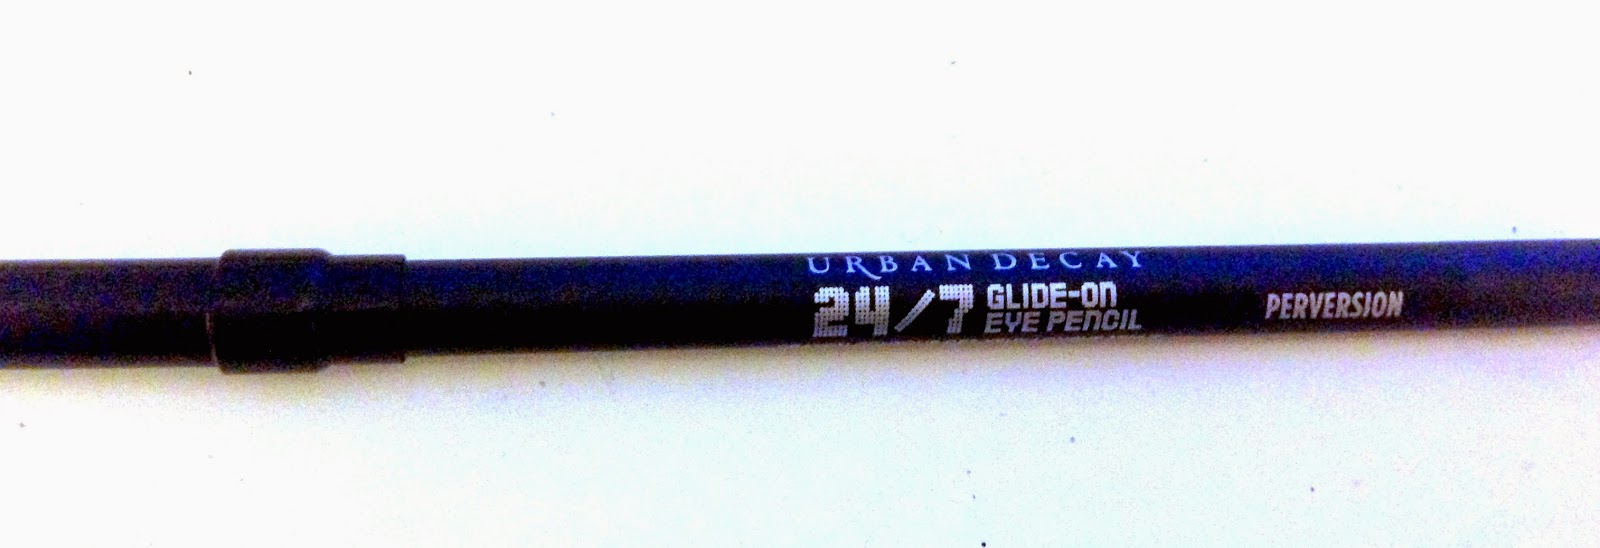 URBAN DECAY
24/7 GLIDE-ON
EYE PENCIL
PERVERSION